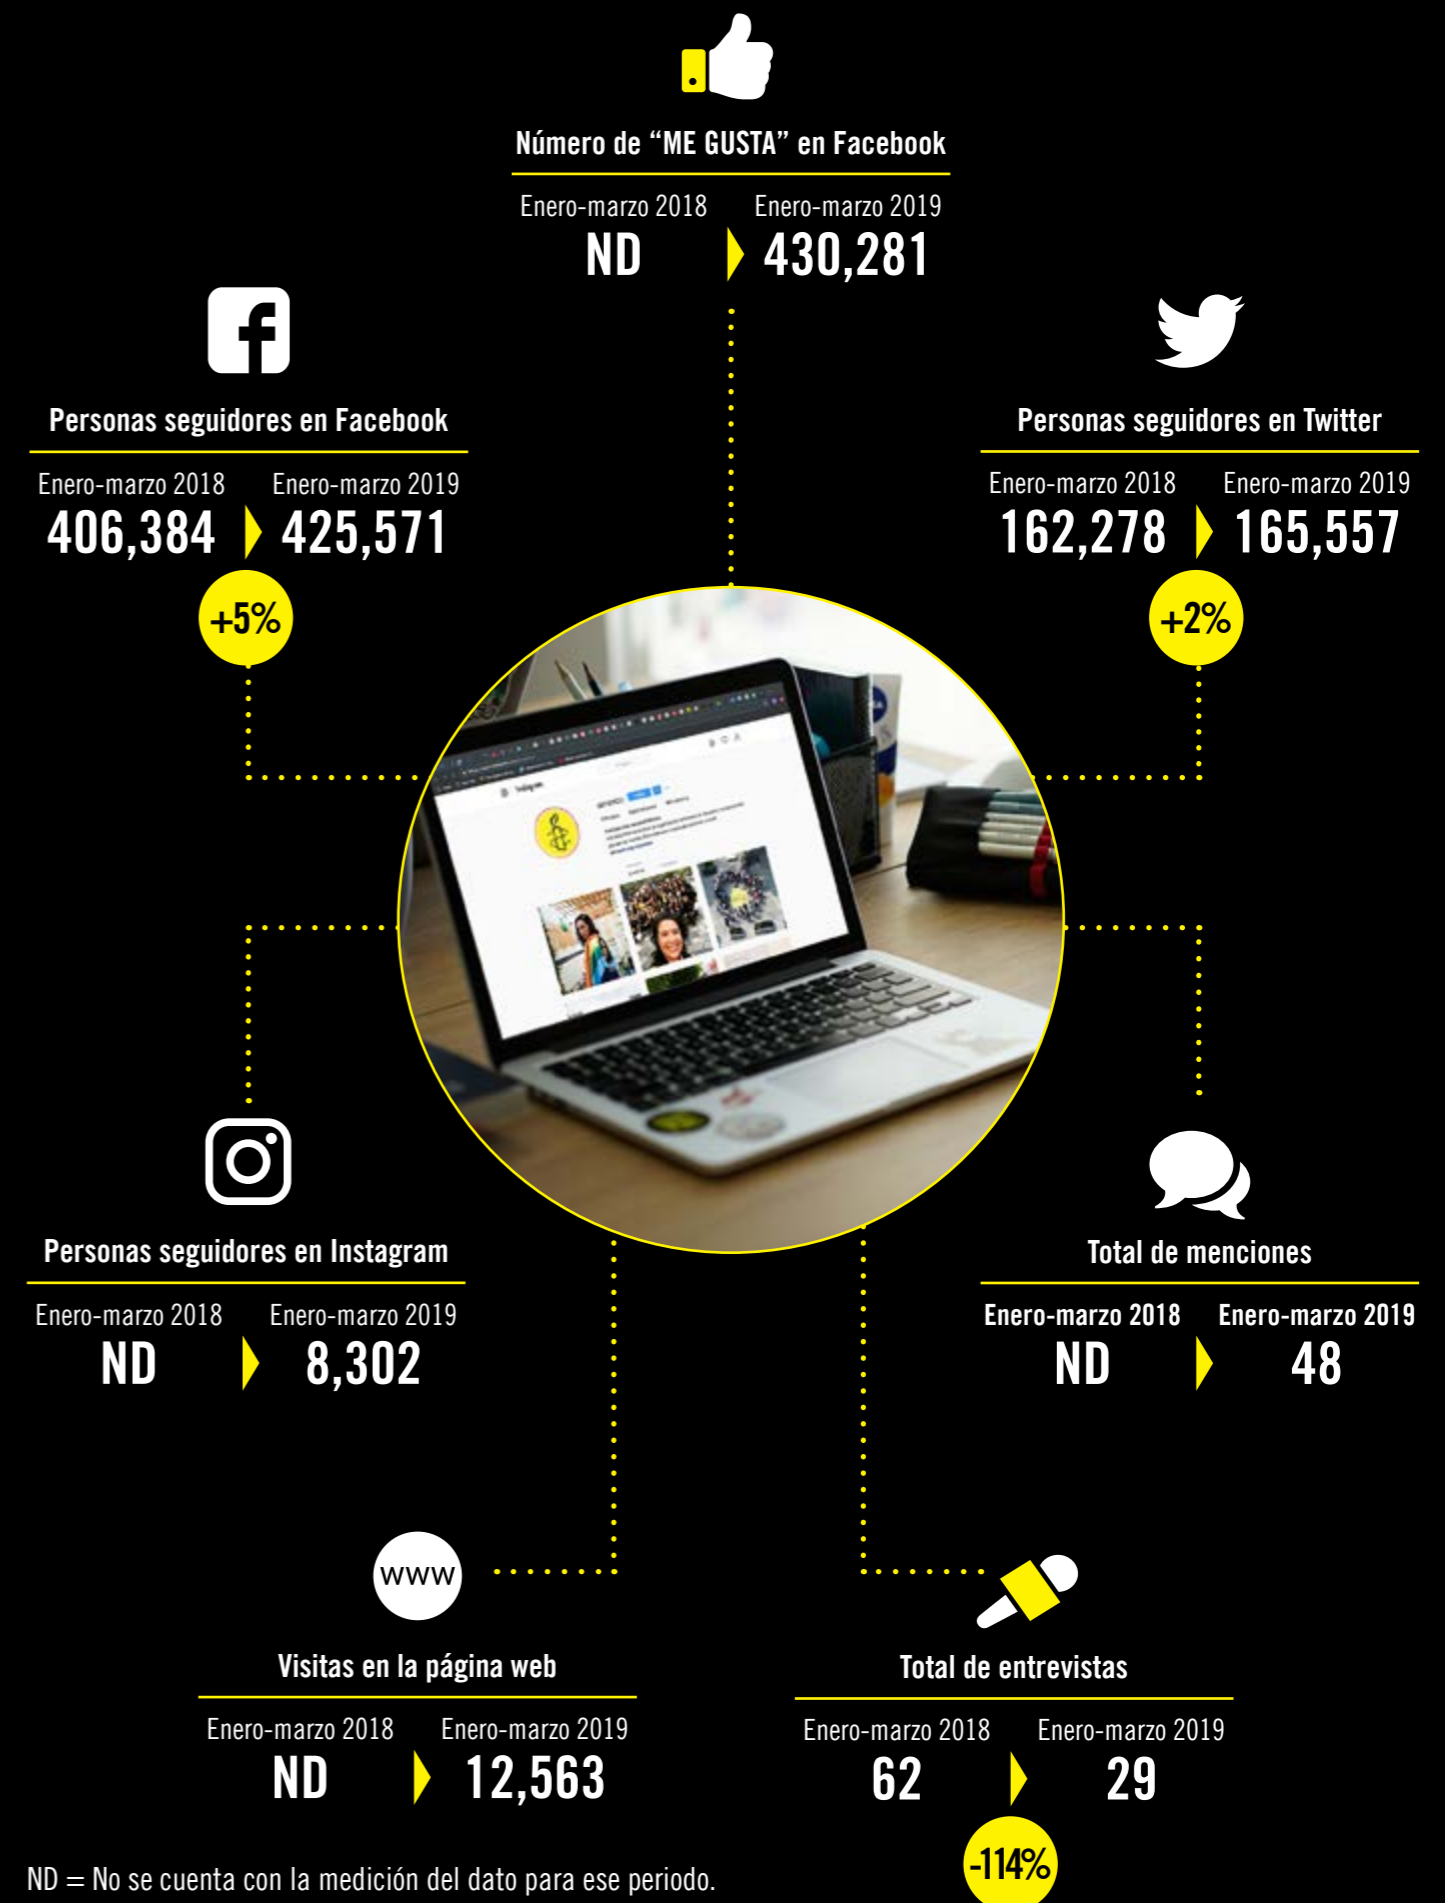 Número de “ME GUSTA” en Facebook
Enero-marzo 2018 Enero-marzo 2019
ND 430,281
Personas seguidores en Facebook
Enero-marzo 2018 Enero-marzo 2019
406,384 425,571
+5%
Personas seguidores en Twitter
Enero-marzo 2018 Enero-marzo 2019
162,278 165,557
+2%
Instagram
Personas seguidores en Instagram
Enero-marzo 2018 Enero-marzo 2019
ND 8,302
Total de menciones
Enero-marzo 2018 Enero-marzo 2019
ND 48
www
Visitas en la página web
Enero-marzo 2018 Enero-marzo 2019
ND 12,563
Total de entrevistas
Enero-marzo 2018 Enero-marzo 2019
62 29
-114%
ND = No se cuenta con la medición del dato para ese periodo.